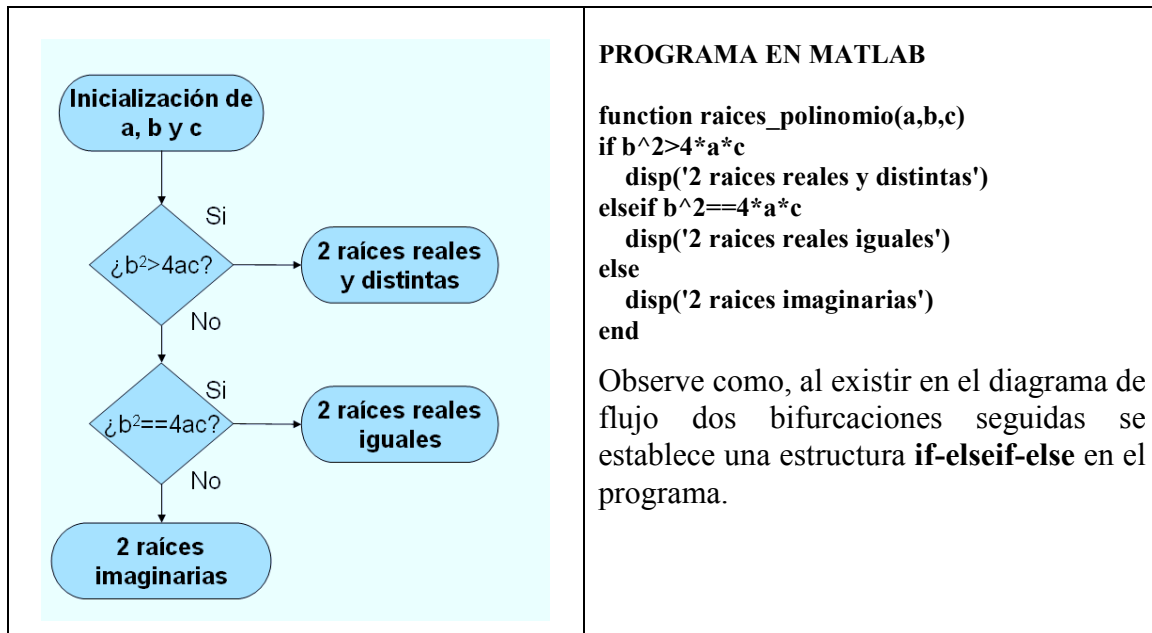 Inicialización de
a, b y c
Si
¿b²>4ac?
2 raíces reales
y distintas
No
Si
¿b²==4ac?
2 raíces reales
iguales
No
2 raíces
imaginarias
PROGRAMA EN MATLAB
function raices_polinomio(a,b,c)
if b^2>4*a*c
disp('2 raices reales y distintas')
elseif b^2==4*a*c
disp('2 raices reales iguales')
else
disp('2 raices imaginarias')
end
Observe como, al existir en el diagrama de
flujo dos bifurcaciones seguidas se
establece una estructura if-elseif-else en el
programa.